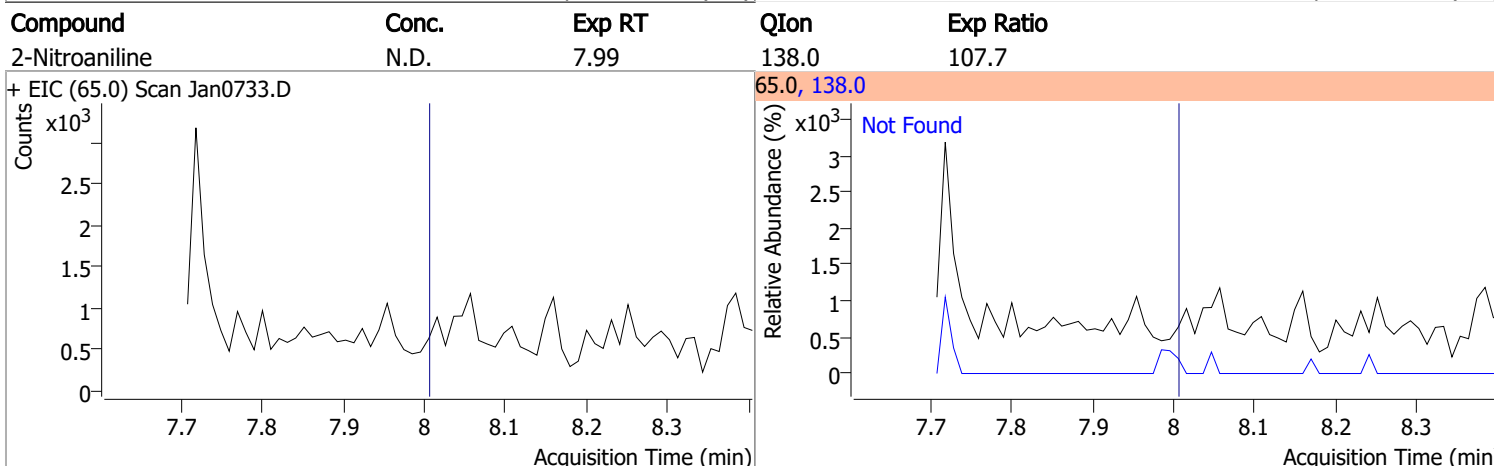 Compound Conc. Exp RT QIon Exp Ratio
2-Nitroaniline N.D. 7.99 138.0 107.7
+ EIC (65.0) Scan Jan0733.D
Counts
x10³
2.5
2
1.5
1
0.5
0
7.7 7.8 7.9 8 8.1 8.2 8.3
Acquisition Time (min)
65.0, 138.0
Relative Abundance (%)
x10³
Not Found
3
2.5
2
1.5
1
0.5
0
7.7 7.8 7.9 8 8.1 8.2 8.3
Acquisition Time (min)